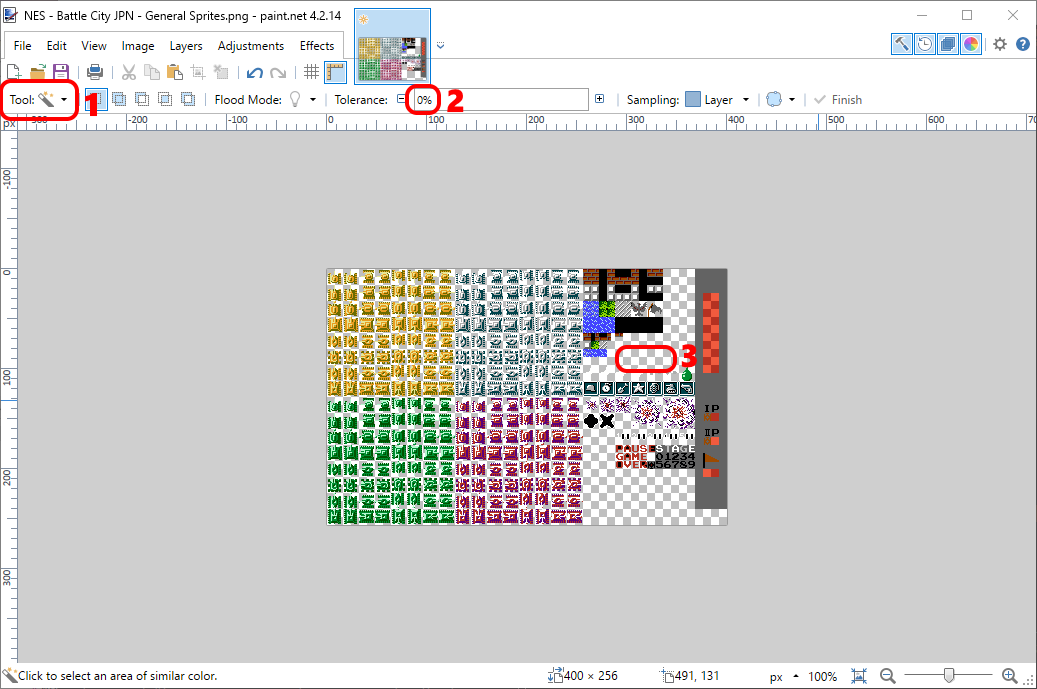 NES - Battle City JPN - General Sprites.png - paint.net 4.2.14
File Edit View Image Layers Adjustments Effects
Tool: 1 Flood Mode: Tolerance: 0% 2 Sampling: Layer Finish
px -300 -200 -100 0 100 200 300 400 500 600 70
-100
0
100
200
300
3
IP
IP
PAUSE STAGE
GAME 01234
OVER 56789
Click to select an area of similar color. 400 × 256 491, 131 px 100%